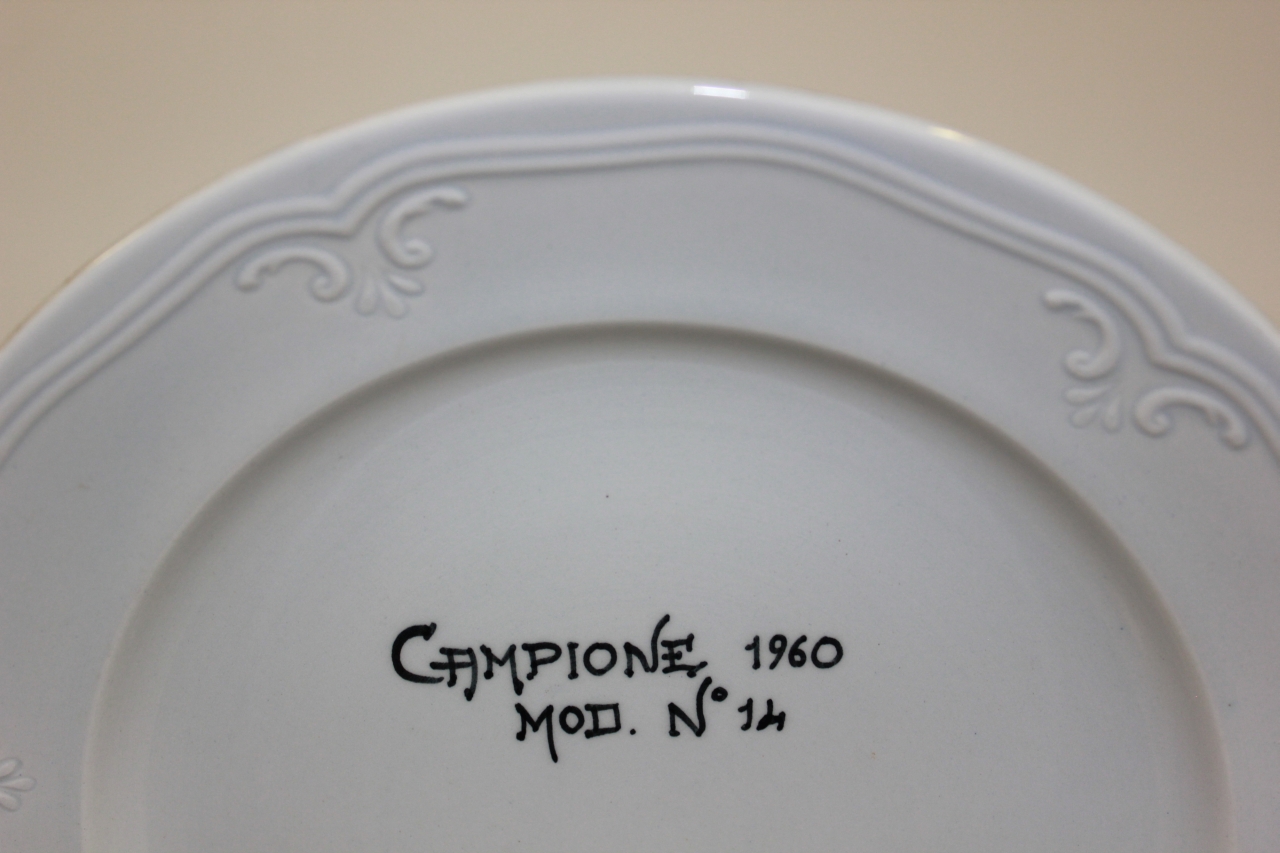 CAMPIONE 1960
MOD. N° 14